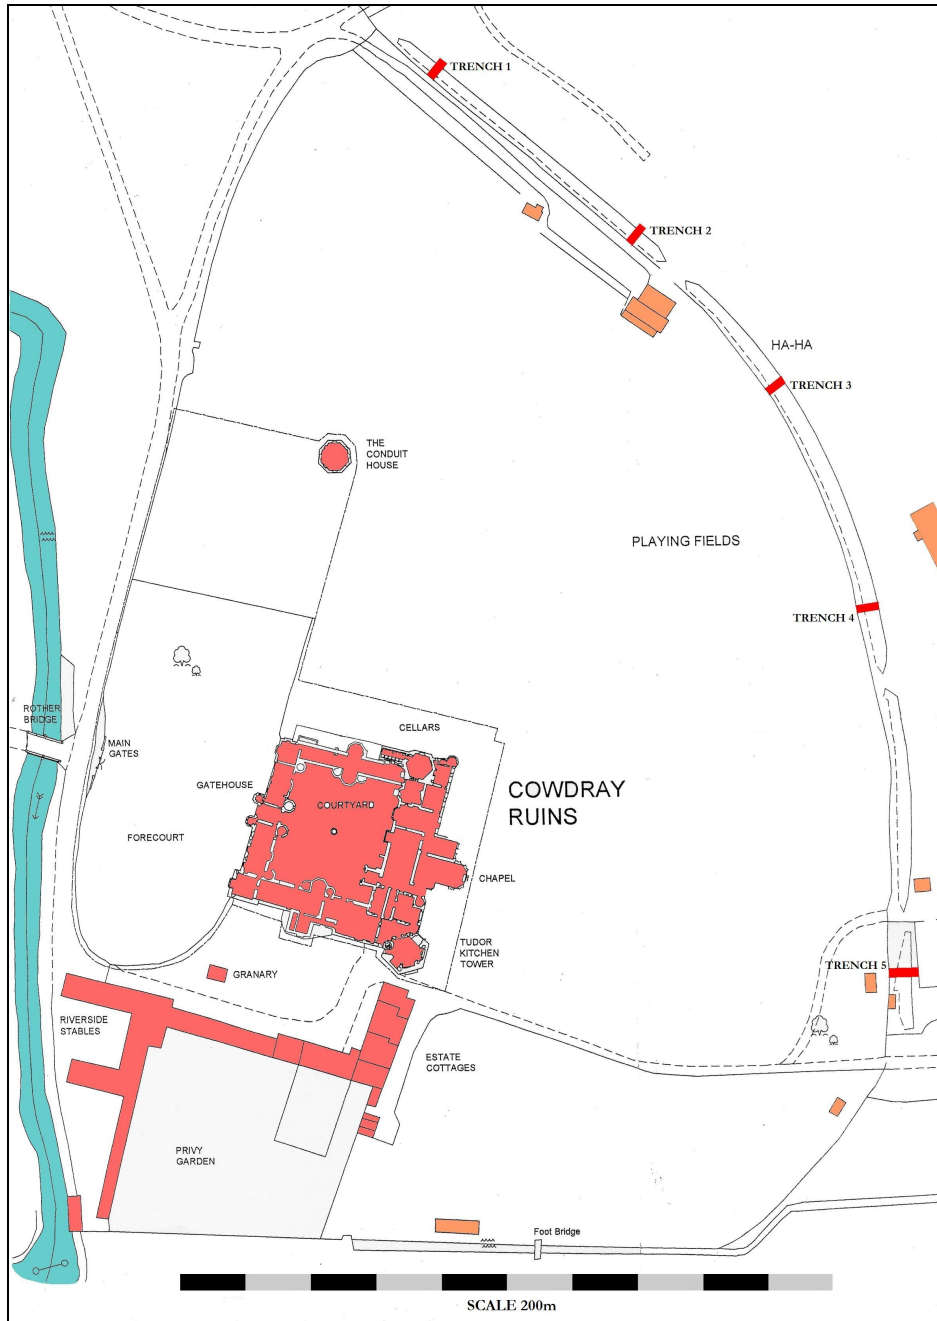 TRENCH 1
TRENCH 2
HA-HA
TRENCH 3
THE
CONDUIT
HOUSE
PLAYING FIELDS
TRENCH 4
ROTHER
BRIDGE
MAIN
GATES
CELLARS
GATEHOUSE
COURTYARD
COWDRAY
RUINS
FORECOURT
CHAPEL
TUDOR
KITCHEN
TOWER
TRENCH 5
GRANARY
RIVERSIDE
STABLES
ESTATE
COTTAGES
PRIVY
GARDEN
Foot Bridge
SCALE 200m